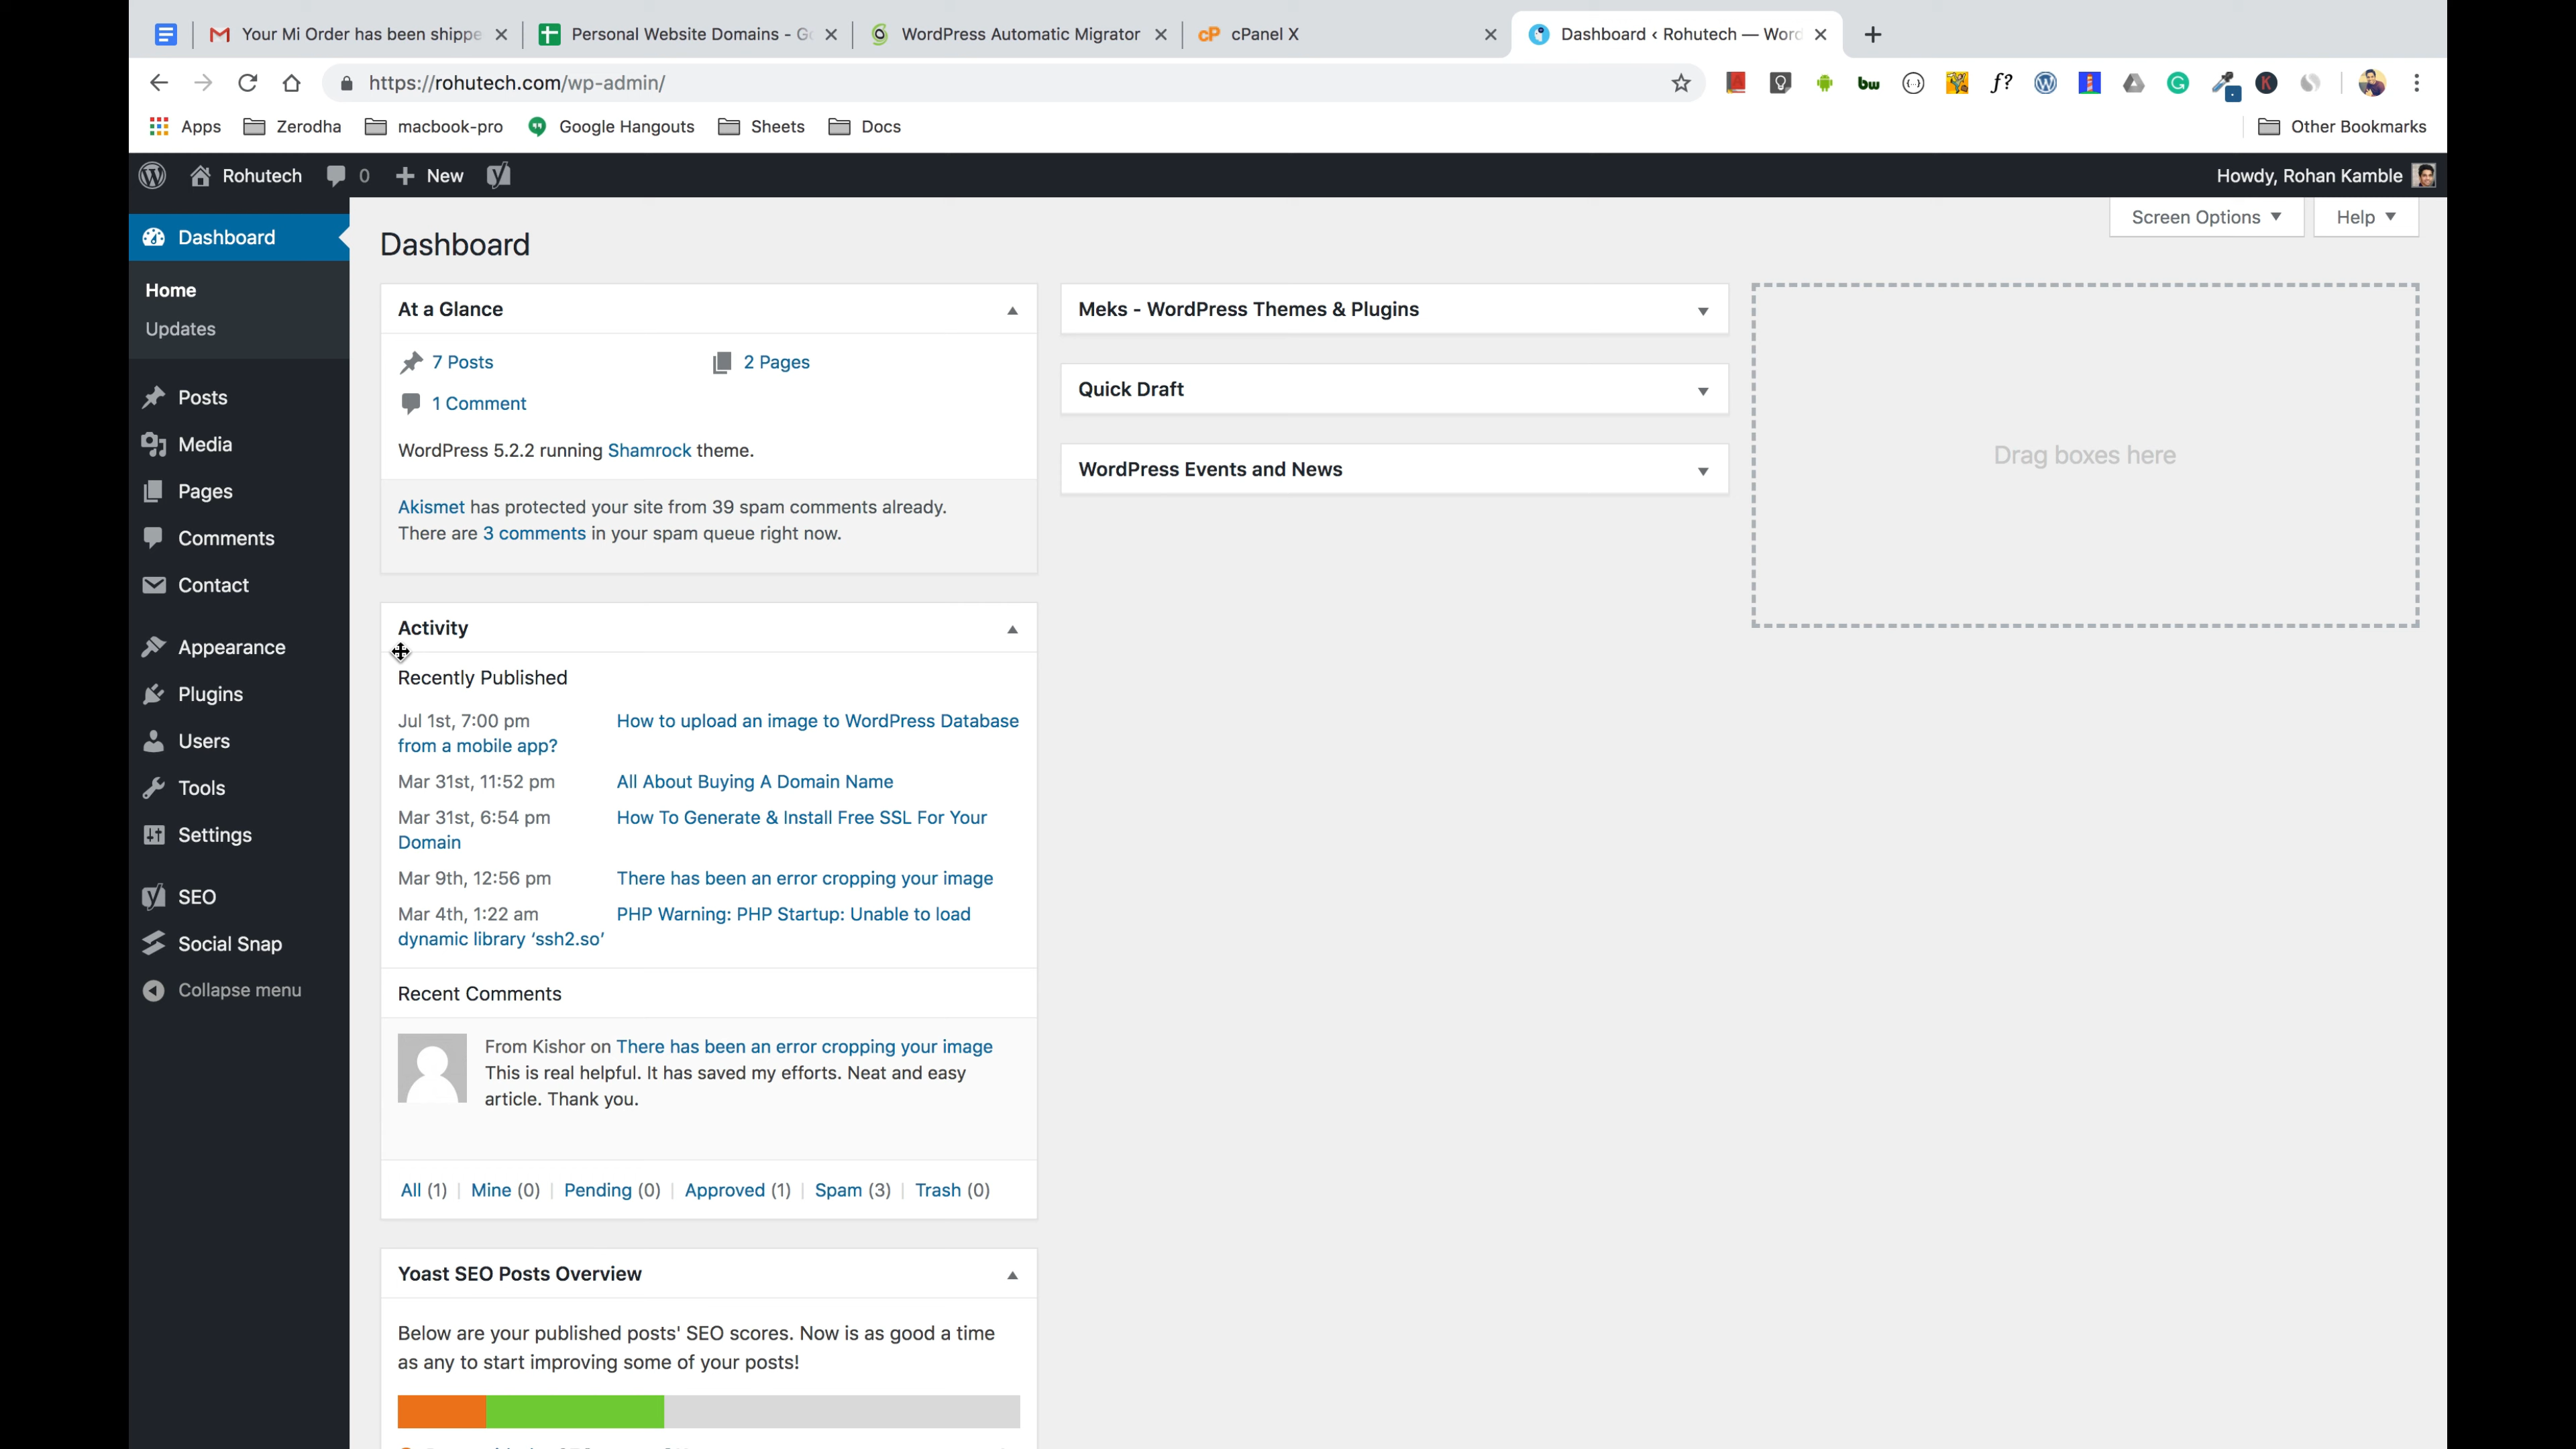 Your Mi Order has been shippe
Personal Website Domains - Go
WordPress Automatic Migrator
cP cPanel X
Dashboard ‹ Rohutech — Word
https://rohutech.com/wp-admin/
bw
f?
Apps
Zerodha
macbook-pro
Google Hangouts
Sheets
Docs
Other Bookmarks
Rohutech
0
New
Howdy, Rohan Kamble
Dashboard
Home
Updates
Posts
Media
Pages
Comments
Contact
Appearance
Plugins
Users
Tools
Settings
SEO
Social Snap
Collapse menu
Screen Options
Help
Dashboard
At a Glance
7 Posts
2 Pages
1 Comment
WordPress 5.2.2 running Shamrock theme.
Akismet has protected your site from 39 spam comments already.
There are 3 comments in your spam queue right now.
Activity
Recently Published
Jul 1st, 7:00 pm How to upload an image to WordPress Database
from a mobile app?
Mar 31st, 11:52 pm All About Buying A Domain Name
Mar 31st, 6:54 pm How To Generate & Install Free SSL For Your
Domain
Mar 9th, 12:56 pm There has been an error cropping your image
Mar 4th, 1:22 am PHP Warning: PHP Startup: Unable to load
dynamic library ‘ssh2.so’
Recent Comments
From Kishor on There has been an error cropping your image
This is real helpful. It has saved my efforts. Neat and easy
article. Thank you.
All (1) | Mine (0) | Pending (0) | Approved (1) | Spam (3) | Trash (0)
Yoast SEO Posts Overview
Below are your published posts' SEO scores. Now is as good a time
as any to start improving some of your posts!
Meks - WordPress Themes & Plugins
Quick Draft
WordPress Events and News
Drag boxes here